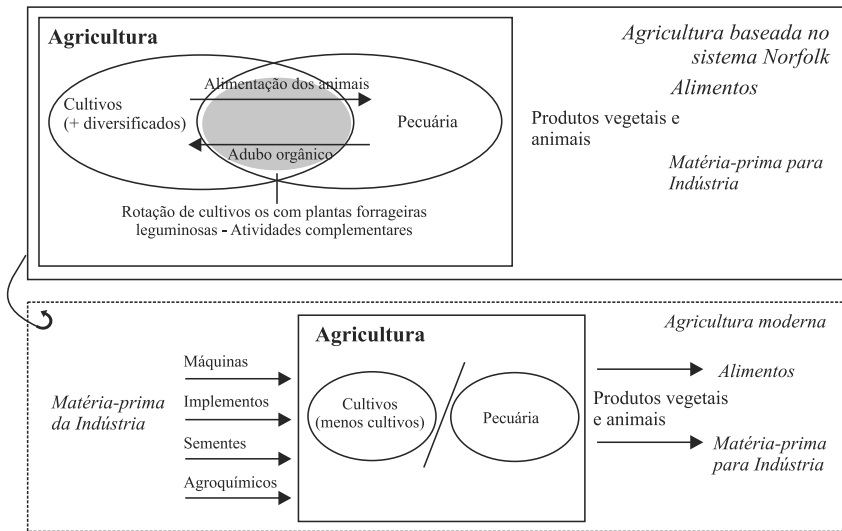 Agricultura
Agricultura baseada no
sistema Norfolk
Alimentação dos animais
Alimentos
Cultivos
(+ diversificados)
Pecuária
Produtos vegetais e
animais
Adubo orgânico
Matéria-prima para
Indústria
Rotação de cultivos os com plantas forrageiras
leguminosas - Atividades complementares
Agricultura moderna
Agricultura
Máquinas
Alimentos
Matéria-prima
da Indústria
Implementos
Cultivos
(menos cultivos)
Pecuária
Produtos vegetais
e animais
Sementes
Matéria-prima
para Indústria
Agroquímicos